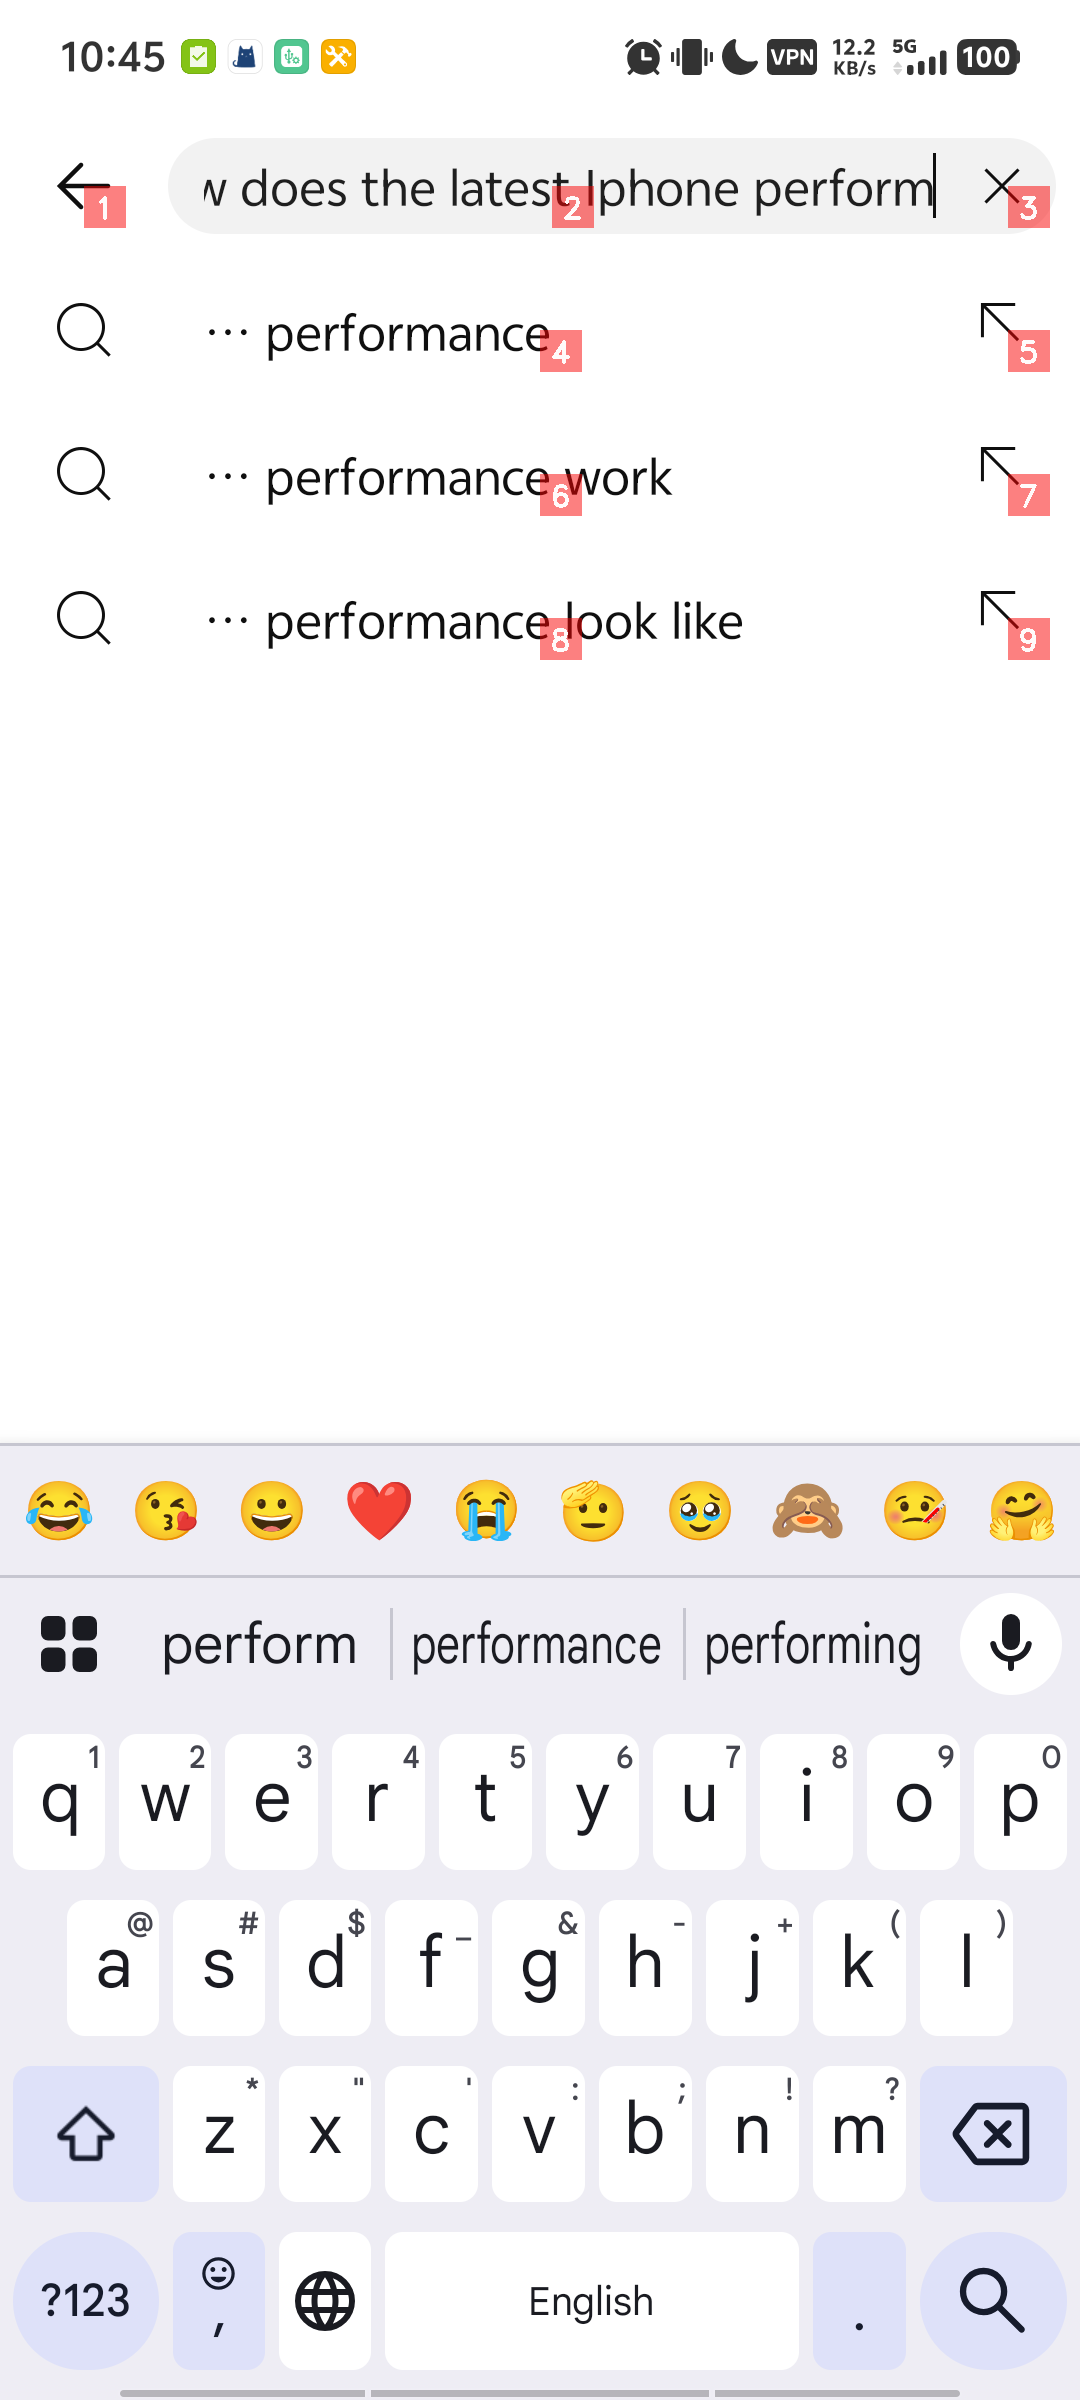 10:45 VPN 12.2 KB/s 5G 100
w does the latest Iphone perform
1 2 3
... performance
4 5
... performance work
6 7
... performance look like
8 9
perform performance performing
q 1 w 2 e 3 r 4 t 5 y 6 u 7 i 8 o 9 p 0
a @ s # d $ f _ g & h - j + k ( l )
z * x " c ' v : b ; n ! m ?
?123 , English .